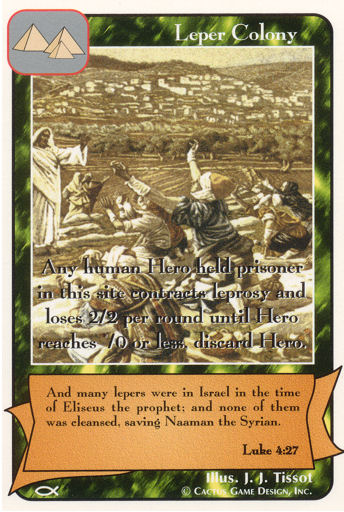 Leper Colony
Any human Hero held prisoner
in this site contracts leprosy and
loses 2/2 per round until Hero
reaches */0 or less, discard Hero.
And many lepers were in Israel in the time
of Eliseus the prophet; and none of them
was cleansed, saving Naaman the Syrian.
Luke 4:27
Illus. J. J. Tissot
© Cactus Game Design, Inc.